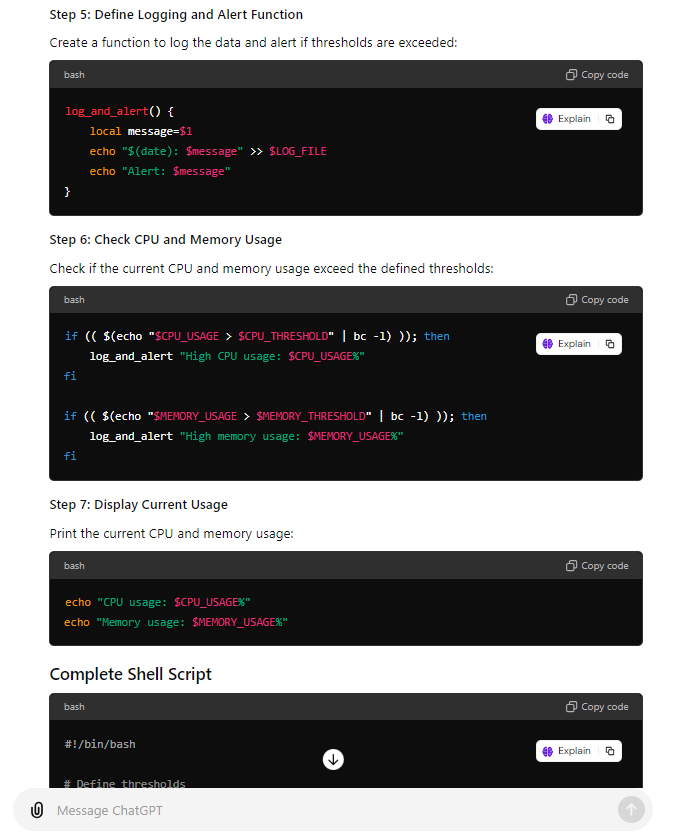 Step 5: Define Logging and Alert Function
Create a function to log the data and alert if thresholds are exceeded:
bash Copy code
log_and_alert() {
Explain
    local message=$1
    echo "$(date): $message" >> $LOG_FILE
    echo "Alert: $message"
}
Step 6: Check CPU and Memory Usage
Check if the current CPU and memory usage exceed the defined thresholds:
bash Copy code
if (( $(echo "$CPU_USAGE > $CPU_THRESHOLD" | bc -l) )); then
Explain
    log_and_alert "High CPU usage: $CPU_USAGE%"
fi
if (( $(echo "$MEMORY_USAGE > $MEMORY_THRESHOLD" | bc -l) )); then
    log_and_alert "High memory usage: $MEMORY_USAGE%"
fi
Step 7: Display Current Usage
Print the current CPU and memory usage:
bash Copy code
echo "CPU usage: $CPU_USAGE%"
echo "Memory usage: $MEMORY_USAGE%"
Complete Shell Script
bash Copy code
#!/bin/bash
Explain
# Define thresholds
Message ChatGPT